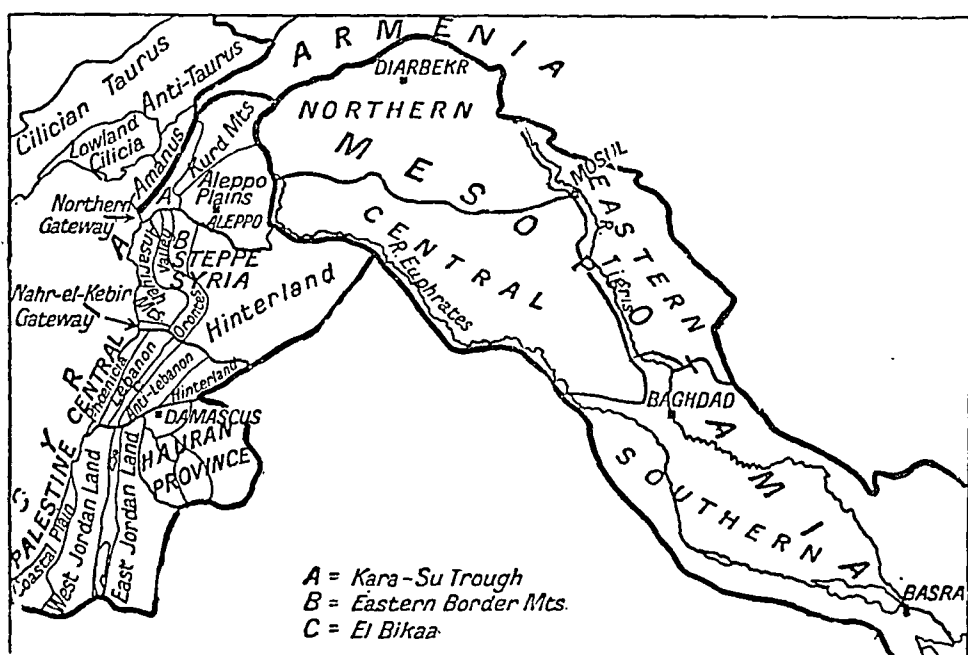 ARMENIA
DIARBEKR
NORTHERN
MESOPOTAMIA
Cilician Taurus
Anti-Taurus
Lowland
Cilicia
Amanus
Kurd Mts
Aleppo
Plains
ALEPPO
A
Northern
Gateway
MOSUL
EASTERN
R. Tigris
CENTRAL
R. Euphrates
B
STEPPE
SYRIA
Hinterland
Valley
Orontes
Nahr-el-Kebir
Gateway
SYRIA
CENTRAL
Phoenicia
Lebanon
C
Anti-Lebanon
Hinterland
DAMASCUS
HAURAN
PROVINCE
BAGHDAD
SOUTHERN
PALESTINE
Coastal Plain
West Jordan Land
East Jordan Land
BASRA
A = Kara-Su Trough
B = Eastern Border Mts.
C = El Bikaa